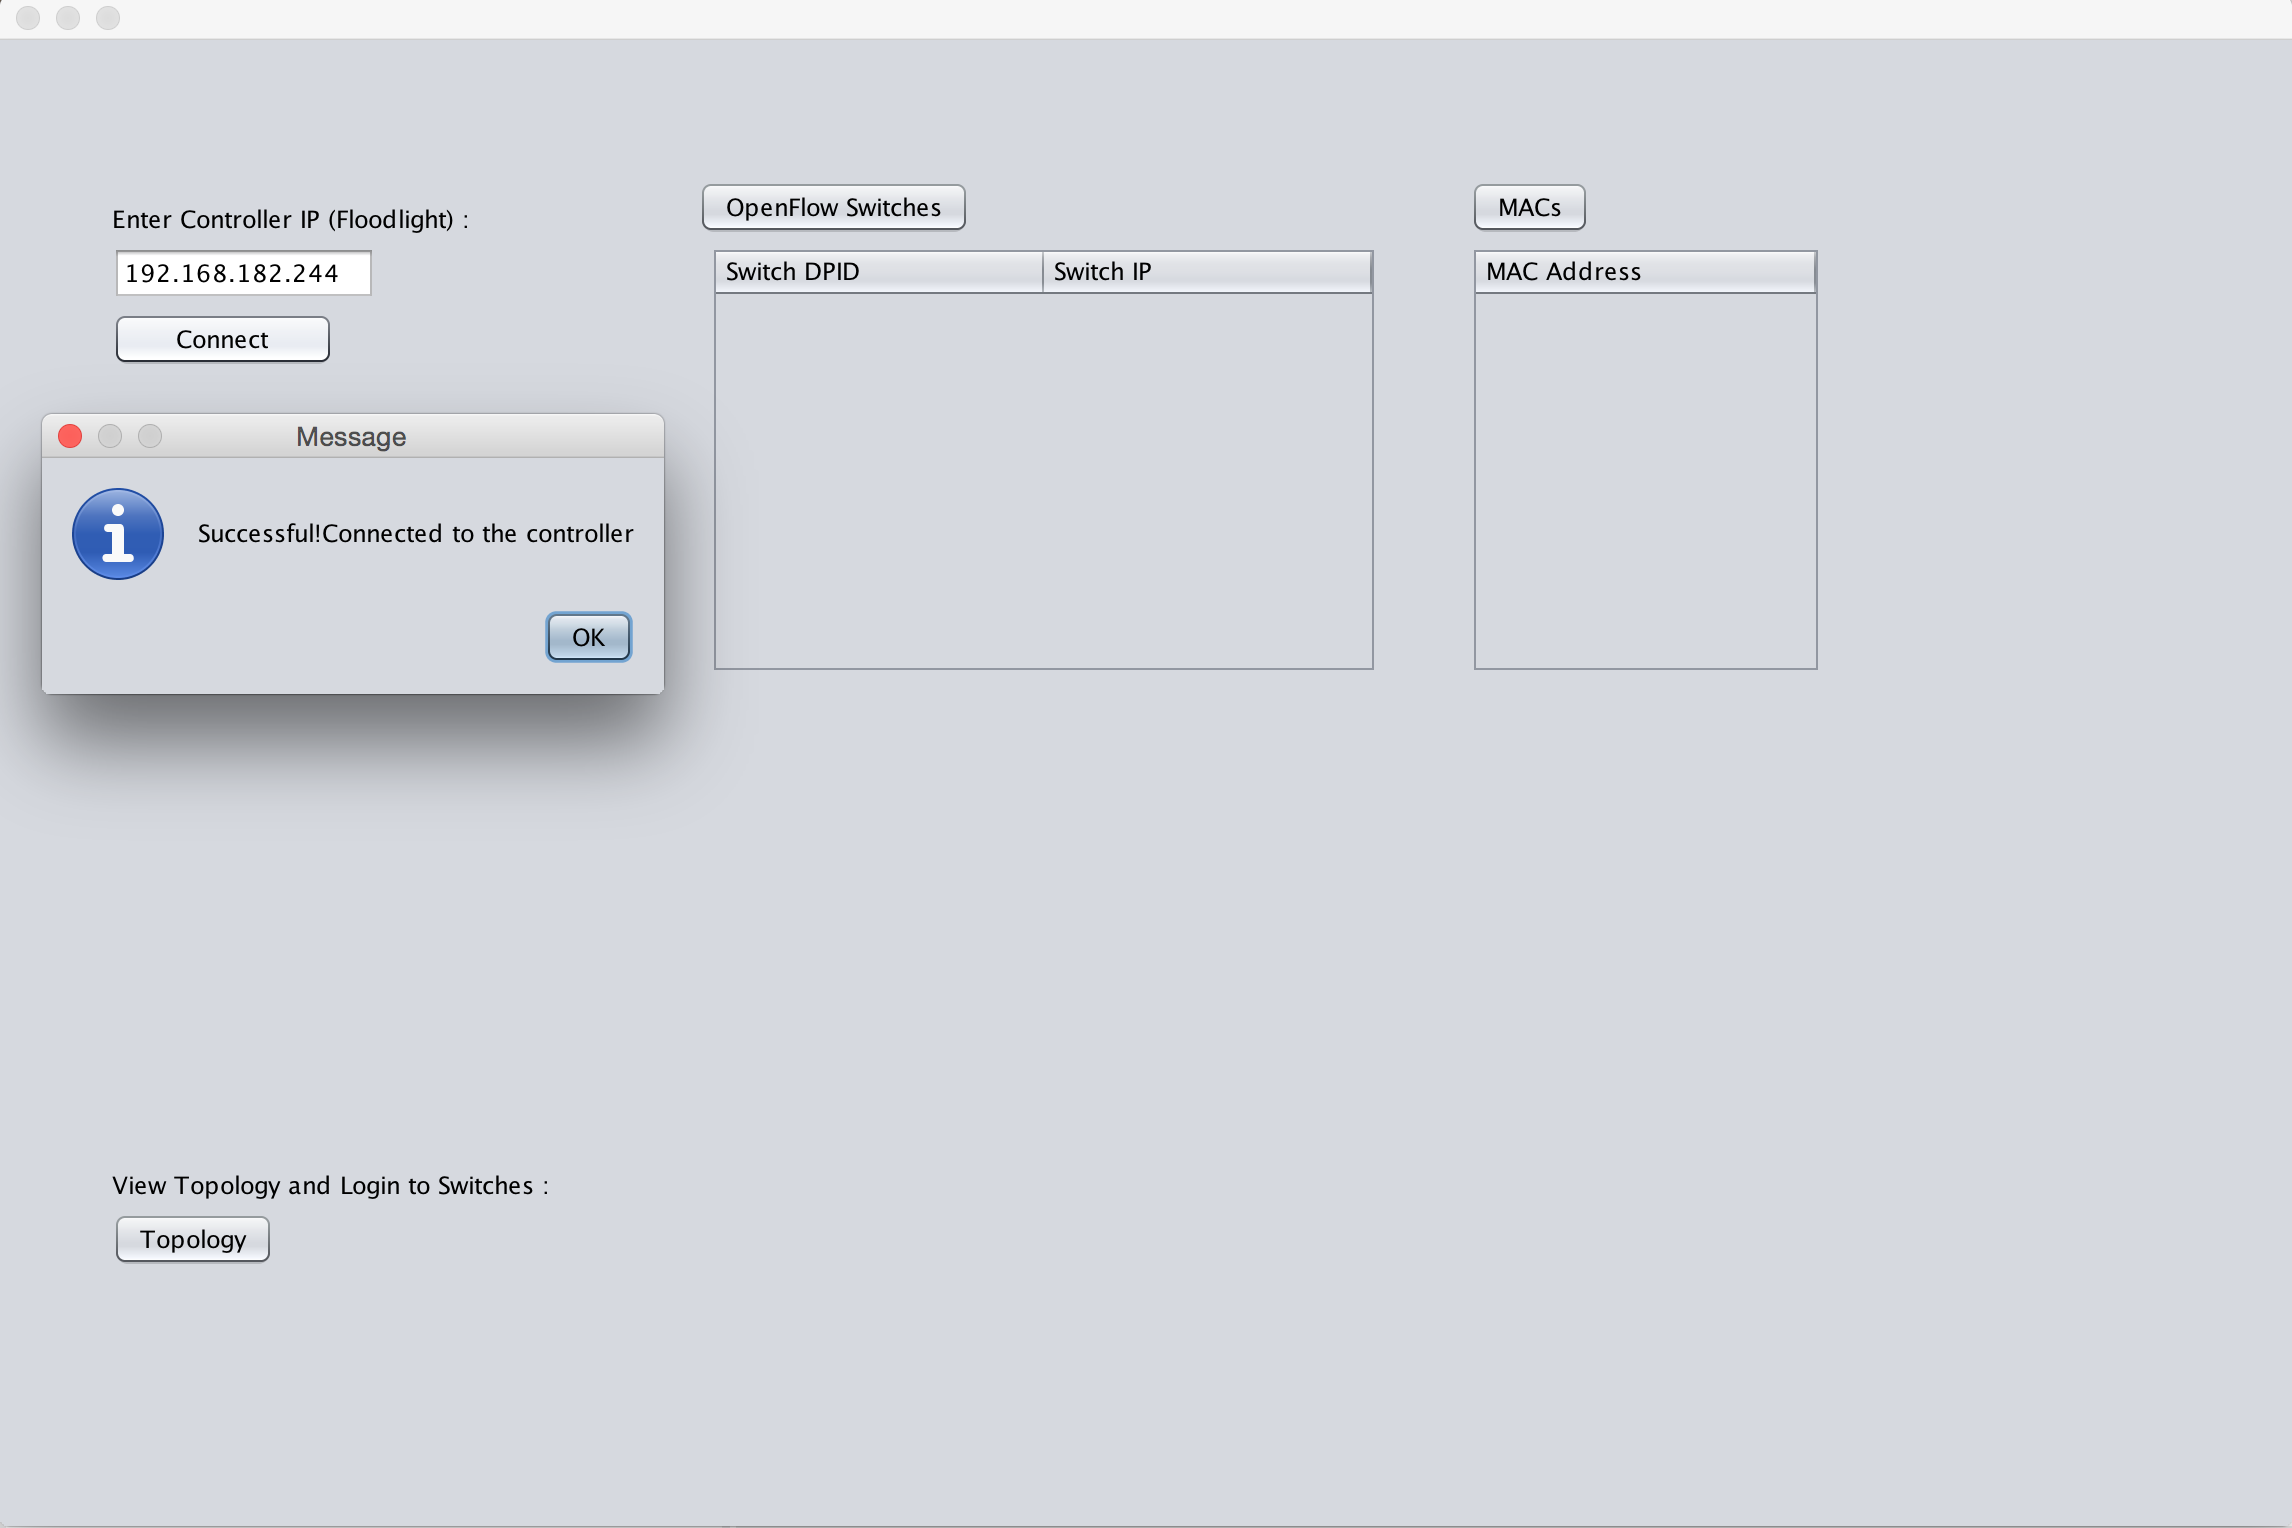 Enter Controller IP (Floodlight) :
192.168.182.244
Connect
OpenFlow Switches
Switch DPID Switch IP
MACs
MAC Address
Message
Successful!Connected to the controller
OK
View Topology and Login to Switches :
Topology